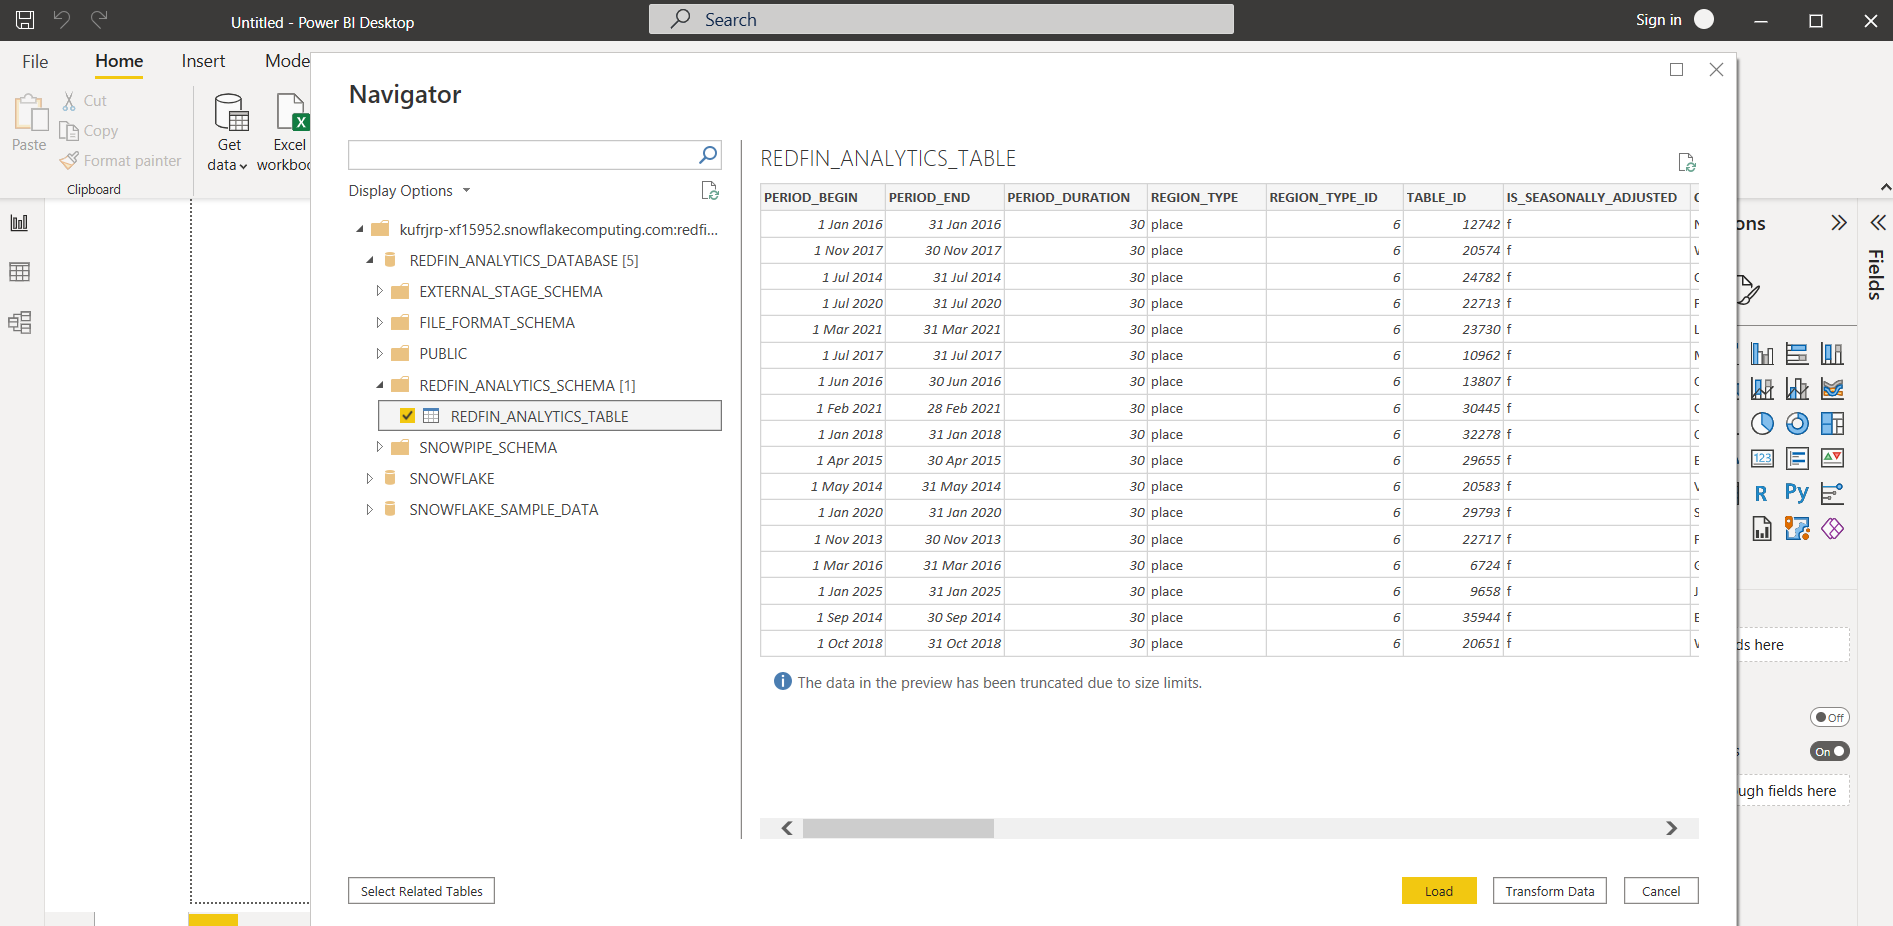 Untitled - Power BI Desktop
Search
Sign in
File
Home
Insert
Mode
Paste
Cut
Copy
Format painter
Clipboard
Get
data
Excel
Navigator
Display Options
kufrjrp-xf15952.snowflakecomputing.com:redfi...
REDFIN_ANALYTICS_DATABASE [5]
EXTERNAL_STAGE_SCHEMA
FILE_FORMAT_SCHEMA
PUBLIC
REDFIN_ANALYTICS_SCHEMA [1]
REDFIN_ANALYTICS_TABLE
SNOWPIPE_SCHEMA
SNOWFLAKE
SNOWFLAKE_SAMPLE_DATA
REDFIN_ANALYTICS_TABLE
PERIOD_BEGIN PERIOD_END PERIOD_DURATION REGION_TYPE REGION_TYPE_ID TABLE_ID IS_SEASONALLY_ADJUSTED
1 Jan 2016 31 Jan 2016 30 place 6 12742 f
1 Nov 2017 30 Nov 2017 30 place 6 20574 f
1 Jul 2014 31 Jul 2014 30 place 6 24782 f
1 Jul 2020 31 Jul 2020 30 place 6 22713 f
1 Mar 2021 31 Mar 2021 30 place 6 23730 f
1 Jul 2017 31 Jul 2017 30 place 6 10962 f
1 Jun 2016 30 Jun 2016 30 place 6 13807 f
1 Feb 2021 28 Feb 2021 30 place 6 30445 f
1 Jan 2018 31 Jan 2018 30 place 6 32278 f
1 Apr 2015 30 Apr 2015 30 place 6 29655 f
1 May 2014 31 May 2014 30 place 6 20583 f
1 Jan 2020 31 Jan 2020 30 place 6 29793 f
1 Nov 2013 30 Nov 2013 30 place 6 22717 f
1 Mar 2016 31 Mar 2016 30 place 6 6724 f
1 Jan 2025 31 Jan 2025 30 place 6 9658 f
1 Sep 2014 30 Sep 2014 30 place 6 35944 f
1 Oct 2018 31 Oct 2018 30 place 6 20651 f
The data in the preview has been truncated due to size limits.
Select Related Tables
Load
Transform Data
Cancel
ons
Fields
123
R
Py
ds here
Off
On
ugh fields here